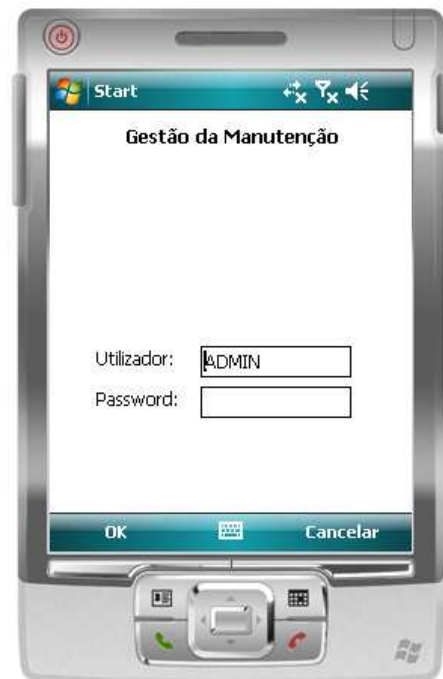 Start
Gestão da Manutenção
Utilizador: ADMIN
Password:
OK Cancelar